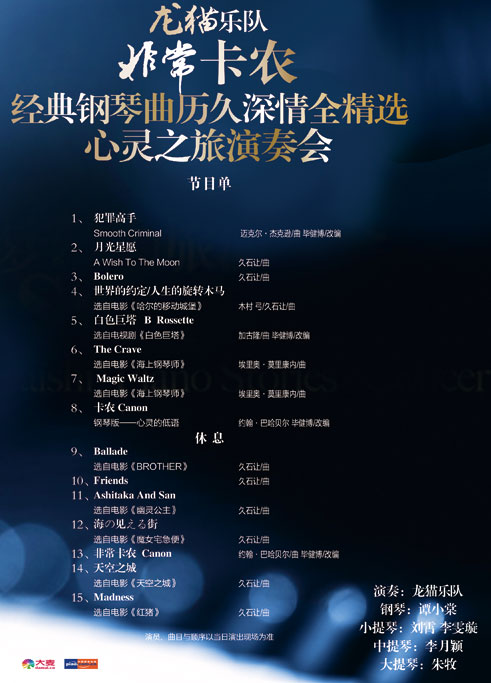 龙猫乐队
非常卡农
经典钢琴曲历久深情全精选
心灵之旅演奏会
节目单
1、 犯罪高手
Smooth Criminal 迈克尔·杰克逊/曲 毕健博/改编
2、 月光星愿
A Wish To The Moon 久石让/曲
3、 Bolero 久石让/曲
4、 世界的约定/人生的旋转木马
选自电影《哈尔的移动城堡》 木村 弓/久石让/曲
5、 白色巨塔 B Rossette
选自电视剧《白色巨塔》 加古隆/曲 毕健博/改编
6、 The Crave
选自电影《海上钢琴师》 埃里奥·莫里康内/曲
7、 Magic Waltz
选自电影《海上钢琴师》 埃里奥·莫里康内/曲
8、 卡农 Canon
钢琴版——心灵的低语 约翰·巴哈贝尔 毕健博/改编
休 息
9、 Ballade
选自电影《BROTHER》 久石让/曲
10、 Friends 久石让/曲
11、 Ashitaka And San
选自电影《幽灵公主》 久石让/曲
12、 海の見える街
选自电影《魔女宅急便》 久石让/曲
13、 非常卡农 Canon 约翰·巴哈贝尔/曲 毕健博/改编
14、 天空之城
选自电影《天空之城》 久石让/曲
15、 Madness
选自电影《红猪》 久石让/曲
演员、曲目与顺序以当日演出现场为准
演奏：龙猫乐队
钢琴：谭小棠
小提琴：刘霄 李雯璇
中提琴：李月颖
大提琴：朱牧
大麦
damai.cn